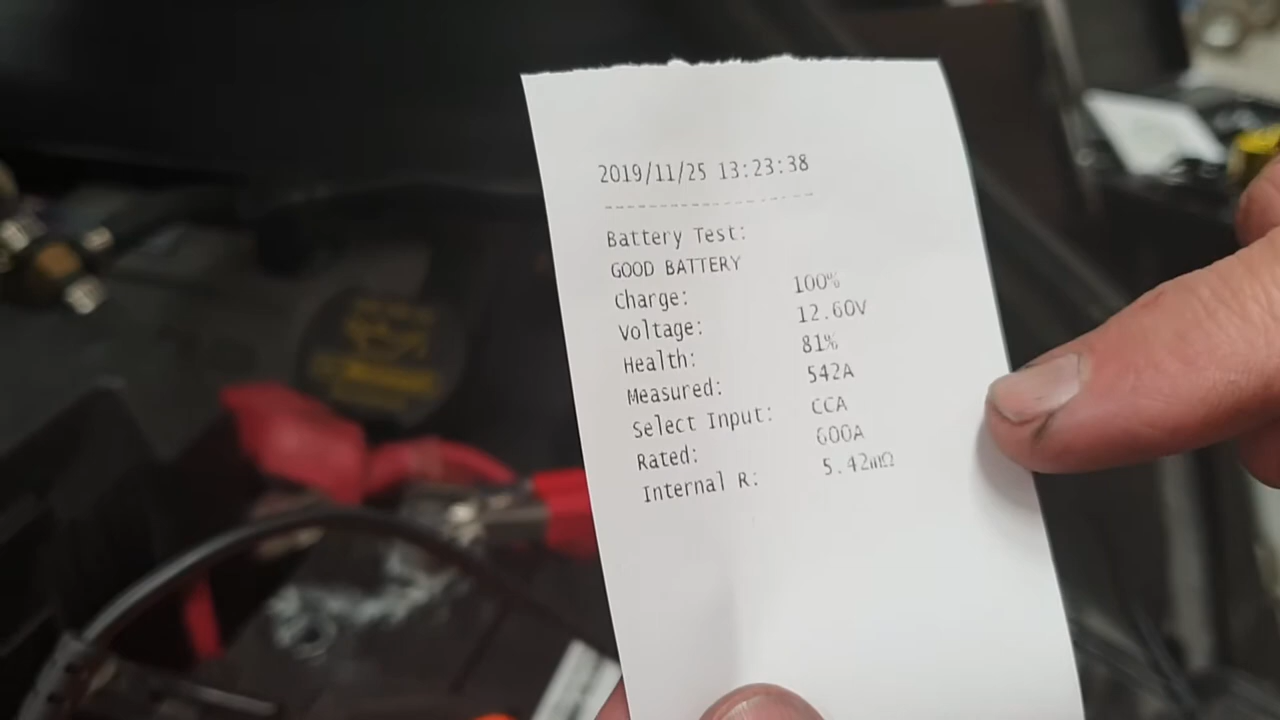 2019/11/25 13:23:38
--------------------
Battery Test:
GOOD BATTERY
Charge: 100%
Voltage: 12.60V
Health: 81%
Measured: 542A
Select Input: CCA
Rated: 600A
Internal R: 5.42mΩ